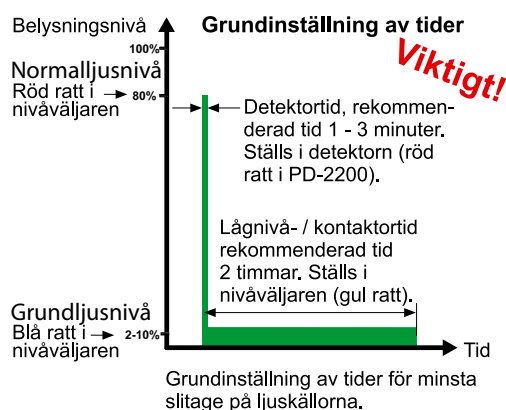 Belysningsnivå
Grundinställning av tider
Viktigt!
100%
Normalljusnivå
Röd ratt i →
nivåväljaren
80%
Detektortid, rekommen-
derad tid 1 - 3 minuter.
Ställs i detektorn (röd
ratt i PD-2200).
Lågnivå- / kontaktortid
rekommenderad tid
2 timmar. Ställs i
nivåväljaren (gul ratt).
Grundljusnivå
Blå ratt i →
nivåväljaren
2-10%
Tid
Grundinställning av tider för minsta
slitage på ljuskällorna.